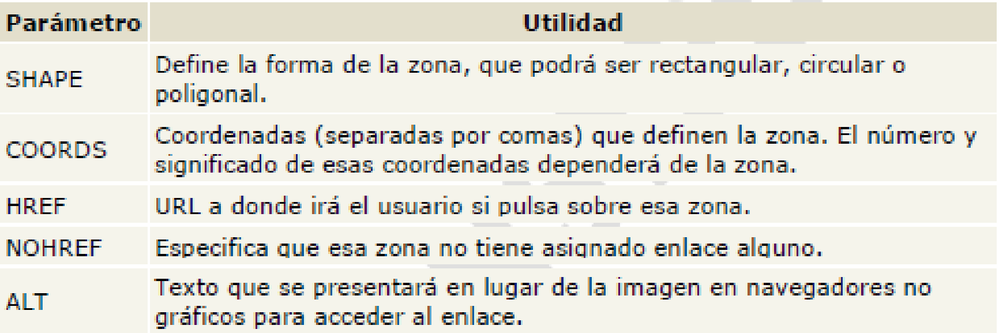 Parámetro Utilidad
SHAPE
Define la forma de la zona, que podrá ser rectangular, circular o
poligonal.
COORDS
Coordenadas (separadas por comas) que definen la zona. El número y
significado de esas coordenadas dependerá de la zona.
HREF URL a donde irá el usuario si pulsa sobre esa zona.
NOHREF Especifica que esa zona no tiene asignado enlace alguno.
ALT
Texto que se presentará en lugar de la imagen en navegadores no
gráficos para acceder al enlace.